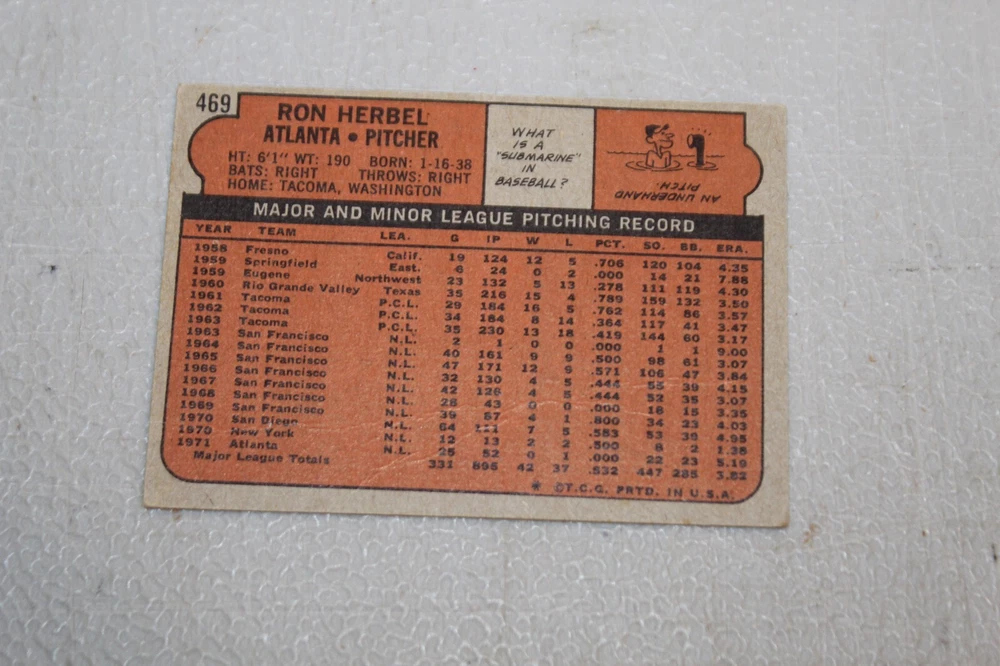 469
RON HERBEL
ATLANTA • PITCHER
HT: 6'1" WT: 190 BORN: 1-16-38
BATS: RIGHT THROWS: RIGHT
HOME: TACOMA, WASHINGTON
WHAT
IS A
"SUBMARINE"
IN
BASEBALL?
AN UNDERHAND
PITCH
MAJOR AND MINOR LEAGUE PITCHING RECORD
YEAR TEAM LEA. G IP W L PCT. SO. BB. ERA.
1958 Fresno Calif. 19 124 12 5 .706 120 104 4.35
1959 Springfield East. 6 24 0 2 .000 14 21 7.88
1959 Eugene Northwest 23 132 5 13 .278 111 119 4.30
1960 Rio Grande Valley Texas 35 216 15 4 .789 159 132 3.50
1961 Tacoma P.C.L. 29 184 16 5 .762 114 86 3.57
1962 Tacoma P.C.L. 34 184 8 14 .364 117 41 3.47
1963 Tacoma P.C.L. 35 230 13 18 .419 144 60 3.17
1963 San Francisco N.L. 2 1 0 0 .000 1 1 9.00
1964 San Francisco N.L. 40 161 9 9 .500 98 61 3.07
1965 San Francisco N.L. 47 171 12 9 .571 106 47 3.84
1966 San Francisco N.L. 32 130 4 5 .444 55 39 4.15
1967 San Francisco N.L. 42 126 4 5 .444 52 35 3.07
1968 San Francisco N.L. 28 43 0 0 .000 18 15 3.35
1969 San Francisco N.L. 39 87 4 1 .800 34 23 4.03
1970 San Diego N.L. 64 111 7 5 .583 53 39 4.95
1970 New York N.L. 12 13 2 2 .500 8 2 1.38
1971 Atlanta N.L. 25 52 0 1 .000 22 23 5.19
Major League Totals 331 895 42 37 .532 447 285 3.82
* ©T.C.G. PRTD. IN U.S.A.